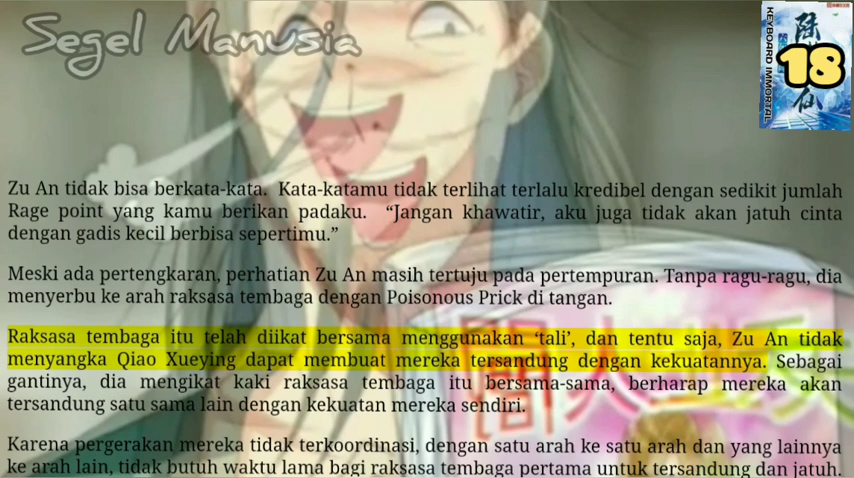 Segel Manusia
KEYBOARD IMMORTAL
18
Zu An tidak bisa berkata-kata. Kata-katamu tidak terlihat terlalu kredibel dengan sedikit jumlah
Rage point yang kamu berikan padaku. “Jangan khawatir, aku juga tidak akan jatuh cinta
dengan gadis kecil berbisa sepertimu.”
Meski ada pertengkaran, perhatian Zu An masih tertuju pada pertempuran. Tanpa ragu-ragu, dia
menyerbu ke arah raksasa tembaga dengan Poisonous Prick di tangan.
Raksasa tembaga itu telah diikat bersama menggunakan ‘tali’, dan tentu saja, Zu An tidak
menyangka Qiao Xueying dapat membuat mereka tersandung dengan kekuatannya. Sebagai
gantinya, dia mengikat kaki raksasa tembaga itu bersama-sama, berharap mereka akan
tersandung satu sama lain dengan kekuatan mereka sendiri.
Karena pergerakan mereka tidak terkoordinasi, dengan satu arah ke satu arah dan yang lainnya
ke arah lain, tidak butuh waktu lama bagi raksasa tembaga pertama untuk tersandung dan jatuh.